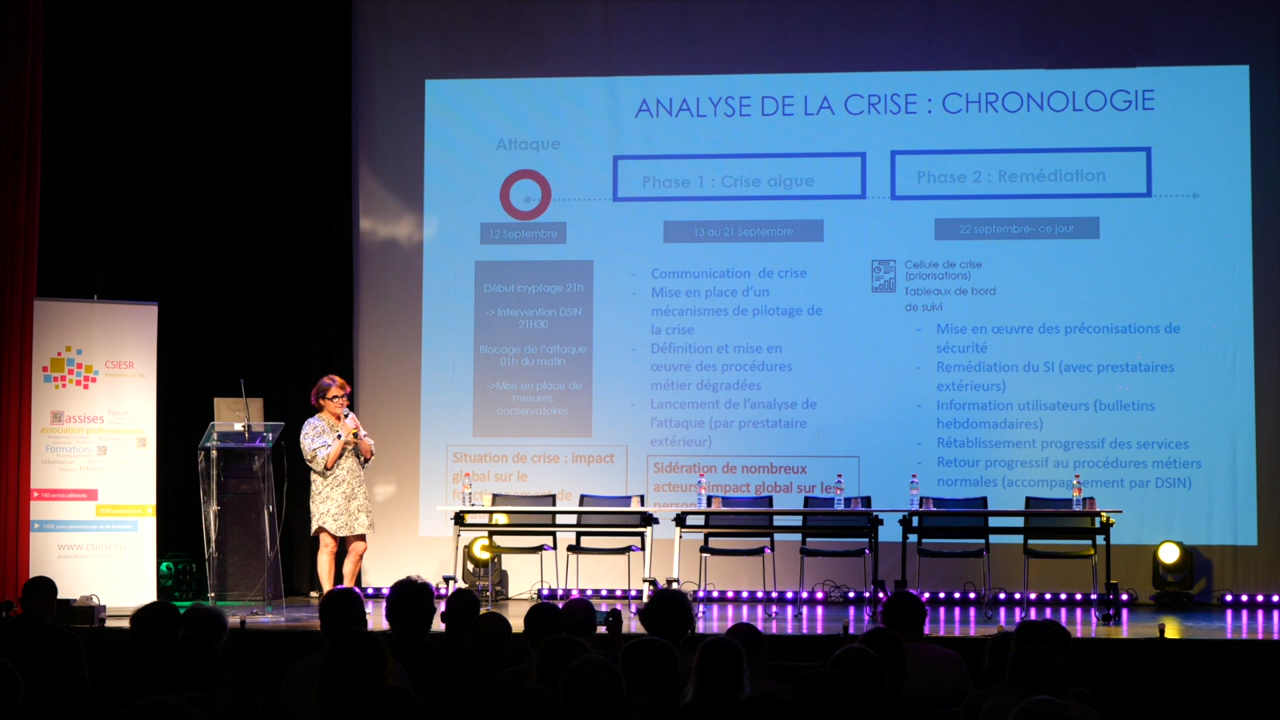 ANALYSE DE LA CRISE : CHRONOLOGIE
Attaque
Phase 1 : Crise aigue
Phase 2 : Remédiation
12 Septembre
13 au 21 Septembre
22 septembre– ce jour
Début cryptage 21h
-> Intervention DSIN
21H30
Blocage de l'attaque
01h du matin
->Mise en place de
mesures
conservatoires
Situation de crise : impact
global sur le
fonctionnement de
- Communication de crise
- Mise en place d'un
mécanismes de pilotage de
la crise
- Définition et mise en
œuvre des procédures
métier dégradées
- Lancement de l'analyse de
l'attaque (par prestataire
extérieur)
Sidération de nombreux
acteurs impact global sur les
Cellule de crise
(priorisations)
Tableaux de bord
de suivi
- Mise en œuvre des préconisations de
sécurité
- Remédiation du SI (avec prestataires
extérieurs)
- Information utilisateurs (bulletins
hebdomadaires)
- Rétablissement progressif des services
- Retour progressif au procédures métiers
normales (accompagnement par DSIN)
CSIESR
assises
Forum
association-professionnelle
Formations
www.csiesr.eu